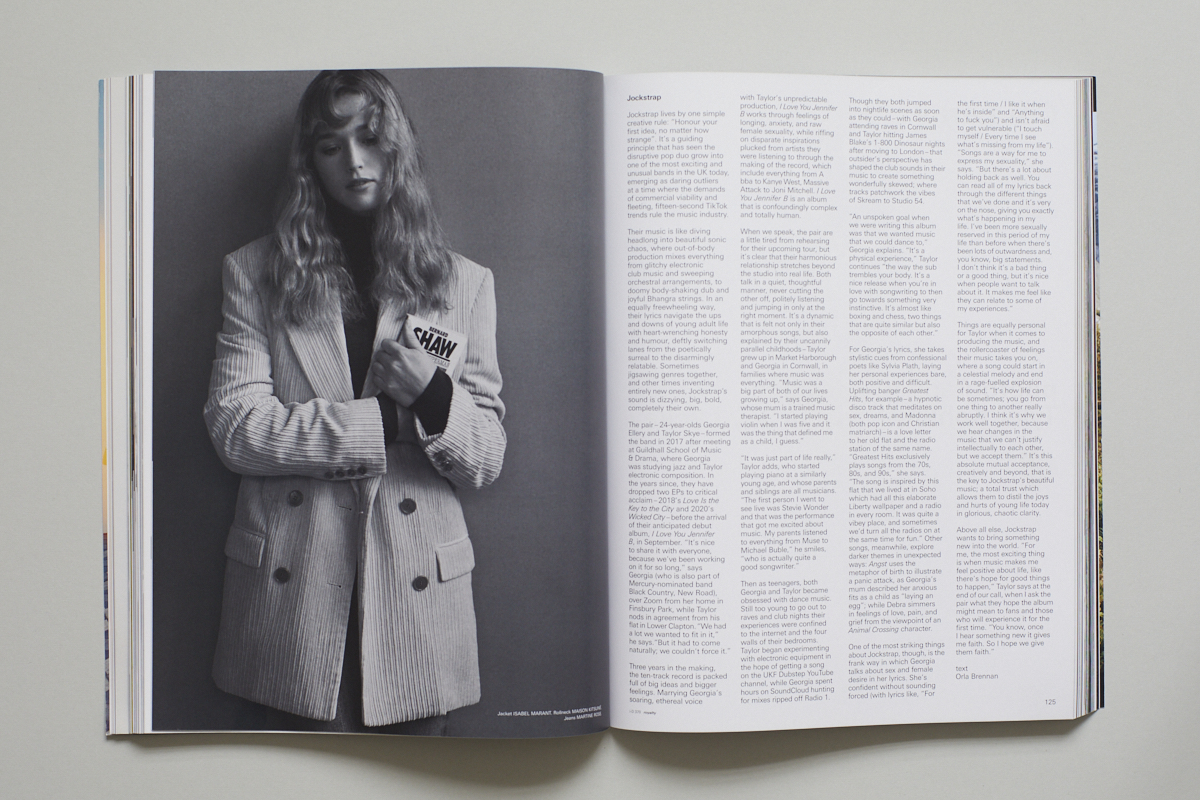 BERNARD
SHAW
Jacket ISABEL MARANT. Rollneck MAISON KITSUNÉ
Jeans MARTINE ROSE
Jockstrap
Jockstrap lives by one simple
creative rule: “Honour your
first idea, no matter how
strange”. It’s a guiding
principle that has seen the
disruptive pop duo grow into
one of the most exciting and
unusual bands in the UK today,
emerging as daring outliers
at a time where the demands
of commercial viability and
fleeting, fifteen-second TikTok
trends rule the music industry.
Their music is like diving
headlong into beautiful sonic
chaos, where out-of-body
production mixes everything
from glitchy electronic
club music and sweeping
orchestral arrangements, to
doomy body-shaking dub and
joyful Bhangra strings. In an
equally freewheeling way,
their lyrics navigate the ups
and downs of young adult life
with heart-wrenching honesty
and humour, deftly switching
lanes from the poetically
surreal to the disarmingly
relatable. Sometimes
jigsawing genres together,
and other times inventing
entirely new ones, Jockstrap’s
sound is dizzying, big, bold,
completely their own.
The pair – 24-year-olds Georgia
Ellery and Taylor Skye – formed
the band in 2017 after meeting
at Guildhall School of Music
& Drama, where Georgia
was studying jazz and Taylor
electronic composition. In
the years since, they have
dropped two EPs to critical
acclaim – 2018’s Love Is the
Key to the City and 2020’s
Wicked City – before the arrival
of their anticipated debut
album, I Love You Jennifer
B, in September. “It’s nice
to share it with everyone,
because we’ve been working
on it for so long,” says
Georgia (who is also part of
Mercury-nominated band
Black Country, New Road),
over Zoom from her home in
Finsbury Park, while Taylor
nods in agreement from his
flat in Lower Clapton. “We had
a lot we wanted to fit in it,”
he says. “But it had to come
naturally; we couldn’t force it.”
Three years in the making,
the ten-track record is packed
full of big ideas and bigger
feelings. Marrying Georgia’s
soaring, ethereal voice
with Taylor’s unpredictable
production, I Love You Jennifer
B works through feelings of
longing, anxiety, and raw
female sexuality, while riffing
on disparate inspirations
plucked from artists they
were listening to through the
making of the record, which
include everything from A
bba to Kanye West, Massive
Attack to Joni Mitchell. I Love
You Jennifer B is an album
that is confoundingly complex
and totally human.
When we speak, the pair are
a little tired from rehearsing
for their upcoming tour, but
it’s clear that their harmonious
relationship stretches beyond
the studio into real life. Both
talk in a quiet, thoughtful
manner, never cutting the
other off, politely listening
and jumping in only at the
right moment. It’s a dynamic
that is felt not only in their
amorphous songs, but also
explained by their uncannily
parallel childhoods – Taylor
grew up in Market Harborough
and Georgia in Cornwall, in
families where music was
everything. “Music was a
big part of both of our lives
growing up,” says Georgia,
whose mum is a trained music
therapist. “I started playing
violin when I was five and it
was the thing that defined me
as a child, I guess.”
“It was just part of life really,”
Taylor adds, who started
playing piano at a similarly
young age, and whose parents
and siblings are all musicians.
“The first person I went to
see live was Stevie Wonder
and that was the performance
that got me excited about
music. My parents listened
to everything from Muse to
Michael Buble,” he smiles,
“who is actually quite a
good songwriter.”
Then as teenagers, both
Georgia and Taylor became
obsessed with dance music.
Still too young to go out to
raves and club nights their
experiences were confined
to the internet and the four
walls of their bedrooms.
Taylor began experimenting
with electronic equipment in
the hope of getting a song
on the UKF Dubstep YouTube
channel, while Georgia spent
hours on SoundCloud hunting
for mixes ripped off Radio 1.
Though they both jumped
into nightlife scenes as soon
as they could – with Georgia
attending raves in Cornwall
and Taylor hitting James
Blake’s 1-800 Dinosaur nights
after moving to London – that
outsider’s perspective has
shaped the club sounds in their
music to create something
wonderfully skewed; where
tracks patchwork the vibes
of Skream to Studio 54.
“An unspoken goal when
we were writing this album
was that we wanted music
that we could dance to,”
Georgia explains. “It’s a
physical experience,” Taylor
continues “the way the sub
trembles your body. It’s a
nice release when you’re in
love with songwriting to then
go towards something very
instinctive. It’s almost like
boxing and chess, two things
that are quite similar but also
the opposite of each other.”
For Georgia’s lyrics, she takes
stylistic cues from confessional
poets like Sylvia Plath, laying
her personal experiences bare,
both positive and difficult.
Uplifting banger Greatest
Hits, for example – a hypnotic
disco track that meditates on
sex, dreams, and Madonna
(both pop icon and Christian
matriarch) – is a love letter
to her old flat and the radio
station of the same name.
“Greatest Hits exclusively
plays songs from the 70s,
80s, and 90s,” she says.
“The song is inspired by this
flat that we lived at in Soho
which had all this elaborate
Liberty wallpaper and a radio
in every room. It was quite a
vibey place, and sometimes
we’d turn all the radios on at
the same time for fun.” Other
songs, meanwhile, explore
darker themes in unexpected
ways: Angst uses the
metaphor of birth to illustrate
a panic attack, as Georgia’s
mum described her anxious
fits as a child as “laying an
egg”; while Debra simmers
in feelings of love, pain, and
grief from the viewpoint of an
Animal Crossing character.
One of the most striking things
about Jockstrap, though, is the
frank way in which Georgia
talks about sex and female
desire in her lyrics. She’s
confident without sounding
forced (with lyrics like, “For
the first time / I like it when
he’s inside” and “Anything
to fuck you”) and isn’t afraid
to get vulnerable (“I touch
myself / Every time I see
what’s missing from my life”).
“Songs are a way for me to
express my sexuality,” she
says. “But there’s a lot about
holding back as well. You
can read all of my lyrics back
through the different things
that we’ve done and it’s very
on the nose, giving you exactly
what’s happening in my
life. I’ve been more sexually
reserved in this period of my
life than before when there’s
been lots of outwardness and,
you know, big statements.
I don’t think it’s a bad thing
or a good thing, but it’s nice
when people want to talk
about it. It makes me feel like
they can relate to some of
my experiences.”
Things are equally personal
for Taylor when it comes to
producing the music, and
the rollercoaster of feelings
their music takes you on,
where a song could start in
a celestial melody and end
in a rage-fuelled explosion
of sound. “It’s how life can
be sometimes; you go from
one thing to another really
abruptly. I think it’s why we
work well together, because
we hear changes in the
music that we can’t justify
intellectually to each other,
but we accept them.” It’s this
absolute mutual acceptance,
creatively and beyond, that is
the key to Jockstrap’s beautiful
music; a total trust which
allows them to distil the joys
and hurts of young life today
in glorious, chaotic clarity.
Above all else, Jockstrap
wants to bring something
new into the world. “For
me, the most exciting thing
is when music makes me
feel positive about life, like
there’s hope for good things
to happen,” Taylor says at the
end of our call, when I ask the
pair what they hope the album
might mean to fans and those
who will experience it for the
first time. “You know, once
I hear something new it gives
me faith. So I hope we give
them faith.”
text
Orla Brennan
125